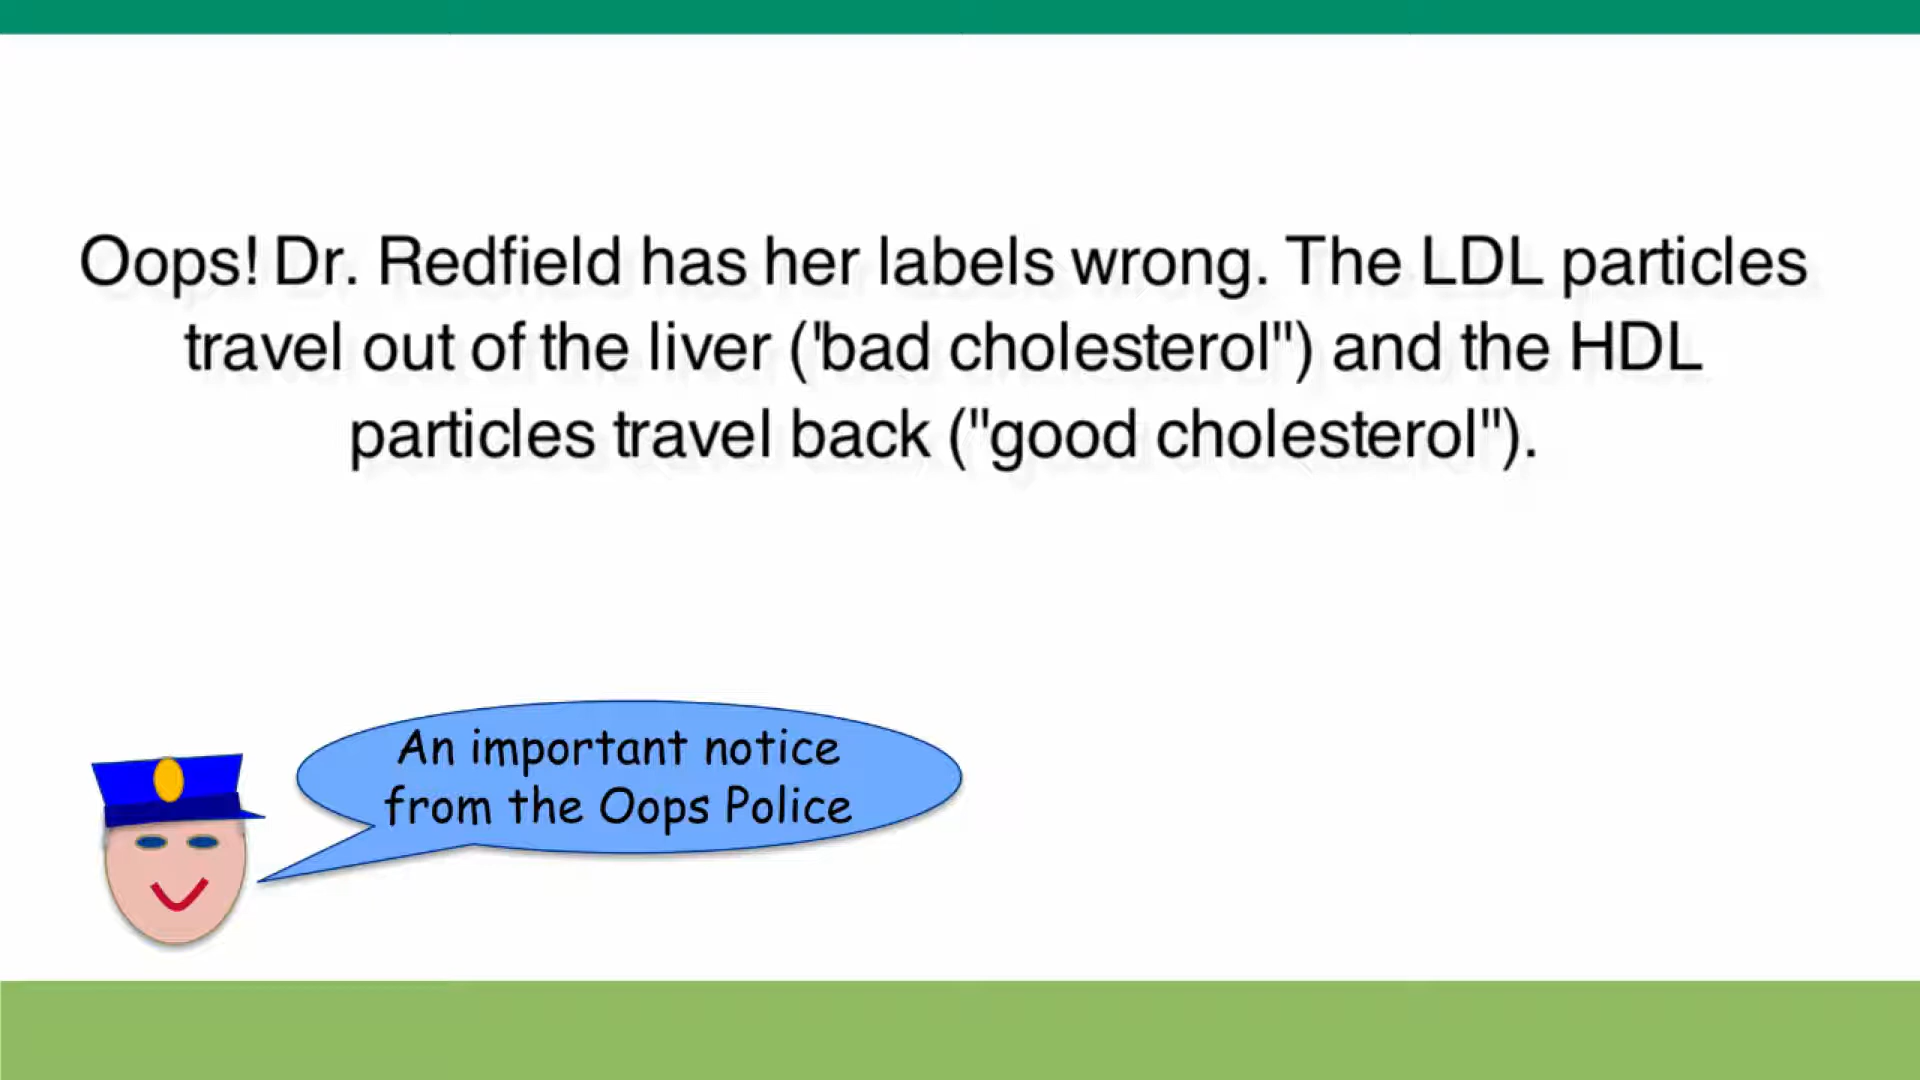 Oops! Dr. Redfield has her labels wrong. The LDL particles
travel out of the liver ('bad cholesterol") and the HDL
particles travel back ("good cholesterol").
An important notice
from the Oops Police